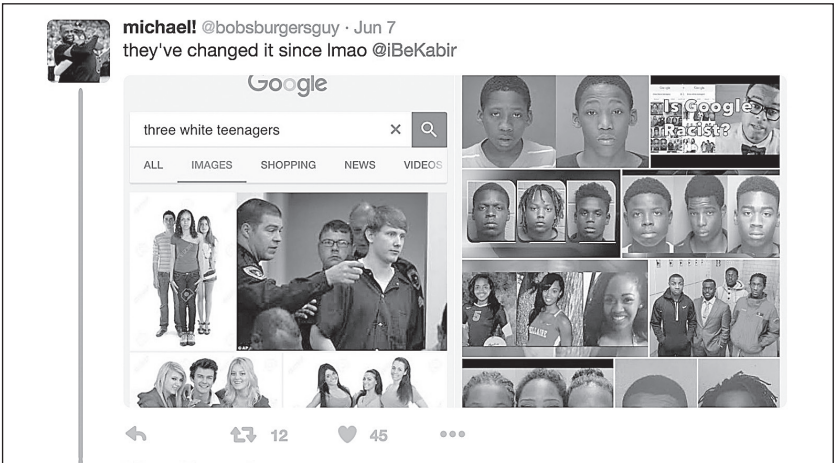 michael! @bobsburgersguy · Jun 7
they've changed it since lmao @iBeKabir
Google
three white teenagers ×
ALL IMAGES SHOPPING NEWS VIDEOS
Is Google
Racist?
5
12 45